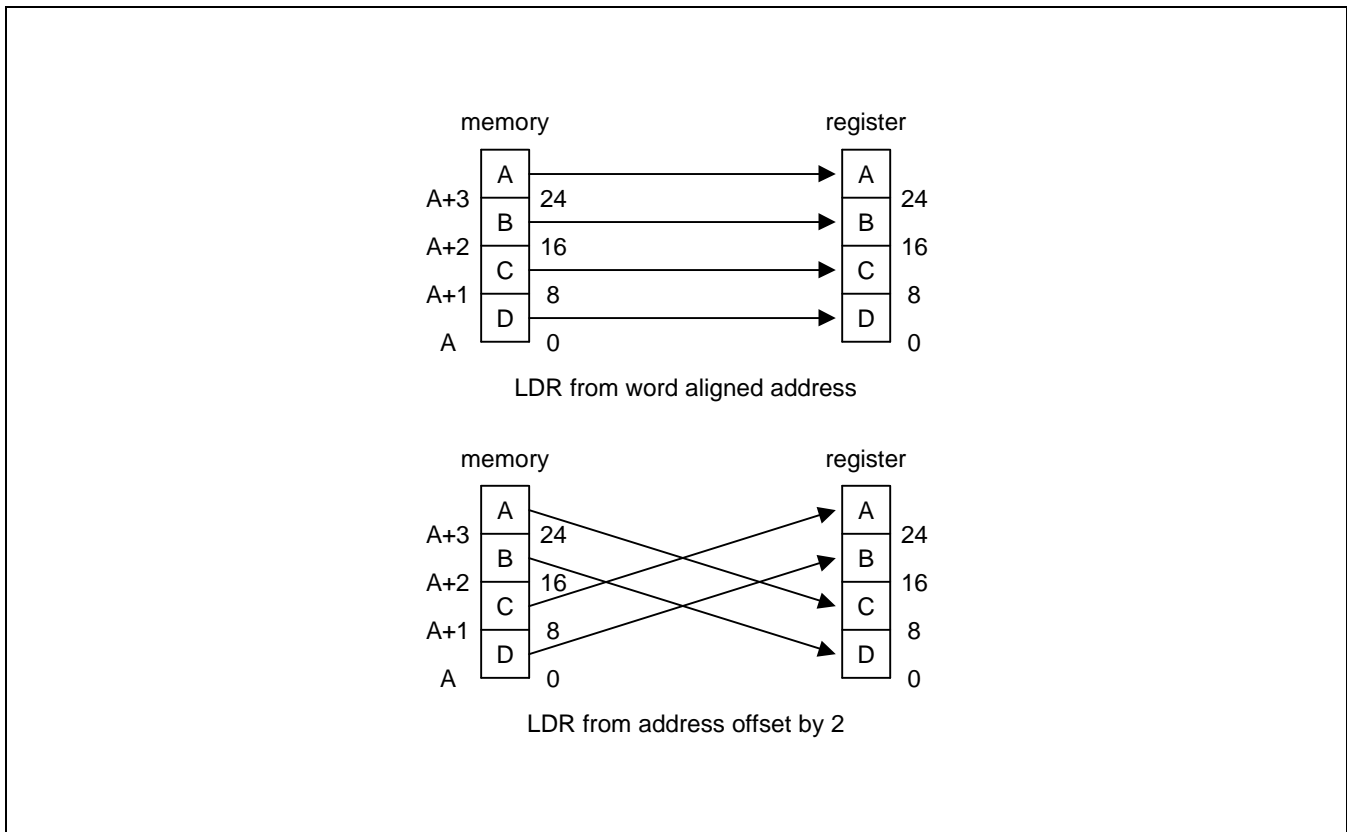 memory register
A A
A+3 24 24
B B
A+2 16 16
C C
A+1 8 8
D D
A 0 0
LDR from word aligned address
memory register
A A
A+3 24 24
B B
A+2 16 16
C C
A+1 8 8
D D
A 0 0
LDR from address offset by 2